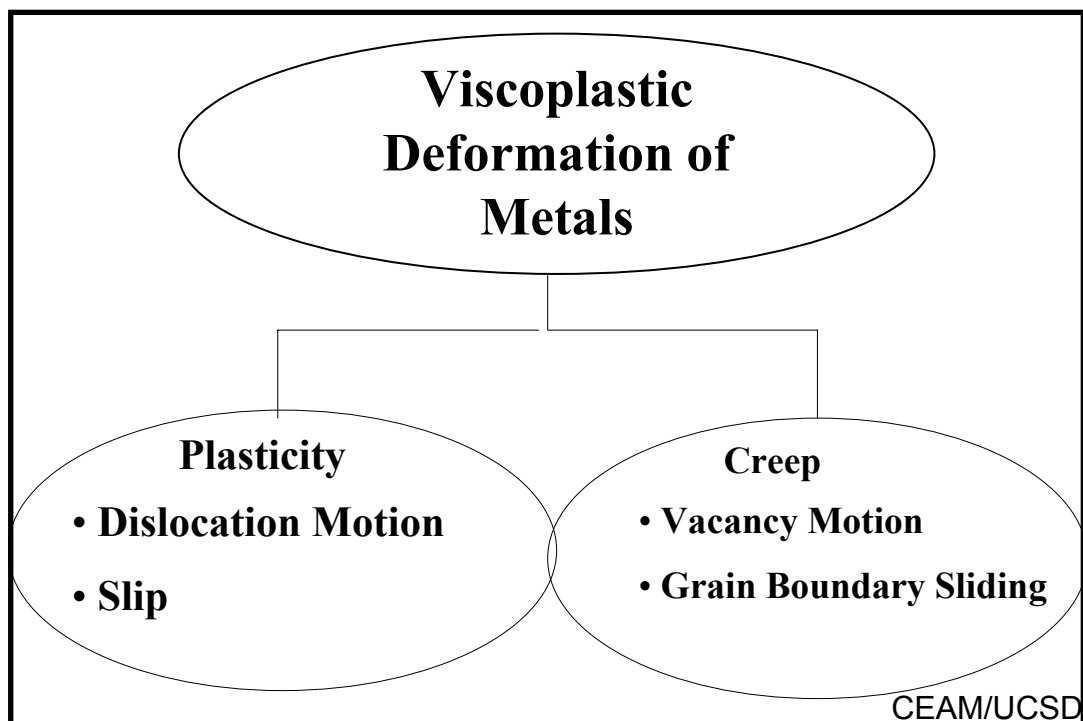 Viscoplastic
Deformation of
Metals
Plasticity
• Dislocation Motion
• Slip
Creep
• Vacancy Motion
• Grain Boundary Sliding
CEAM/UCSD